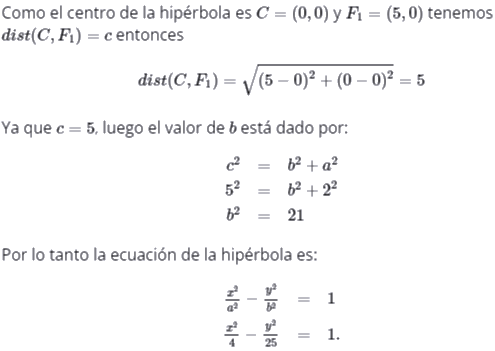 Como el centro de la hipérbola es C = (0, 0) y F₁ = (5, 0) tenemos
dist(C, F₁) = c entonces
dist(C, F₁) = √((5 − 0)² + (0 − 0)²) = 5
Ya que c = 5, luego el valor de b está dado por:
c² = b² + a²
5² = b² + 2²
b² = 21
Por lo tanto la ecuación de la hipérbola es:
x²/a² − y²/b² = 1
x²/4 − y²/25 = 1.